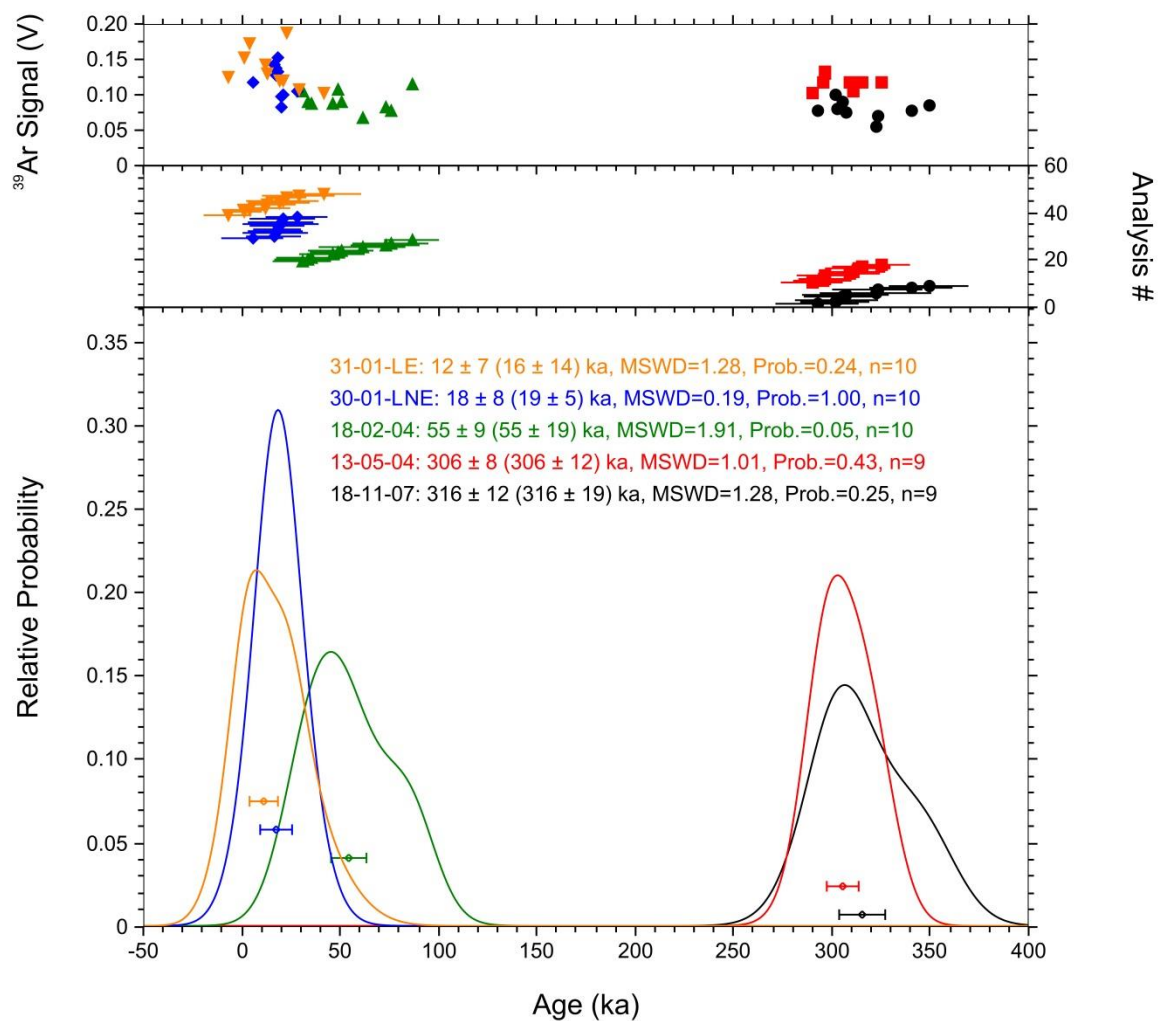 ³⁹Ar Signal (V)
0.20
0.15
0.10
0.05
0
60
40
20
0
Analysis #
0.35
0.30
0.25
0.20
0.15
0.10
0.05
0
Relative Probability
31-01-LE: 12 ± 7 (16 ± 14) ka, MSWD=1.28, Prob.=0.24, n=10
30-01-LNE: 18 ± 8 (19 ± 5) ka, MSWD=0.19, Prob.=1.00, n=10
18-02-04: 55 ± 9 (55 ± 19) ka, MSWD=1.91, Prob.=0.05, n=10
13-05-04: 306 ± 8 (306 ± 12) ka, MSWD=1.01, Prob.=0.43, n=9
18-11-07: 316 ± 12 (316 ± 19) ka, MSWD=1.28, Prob.=0.25, n=9
-50 0 50 100 150 200 250 300 350 400
Age (ka)